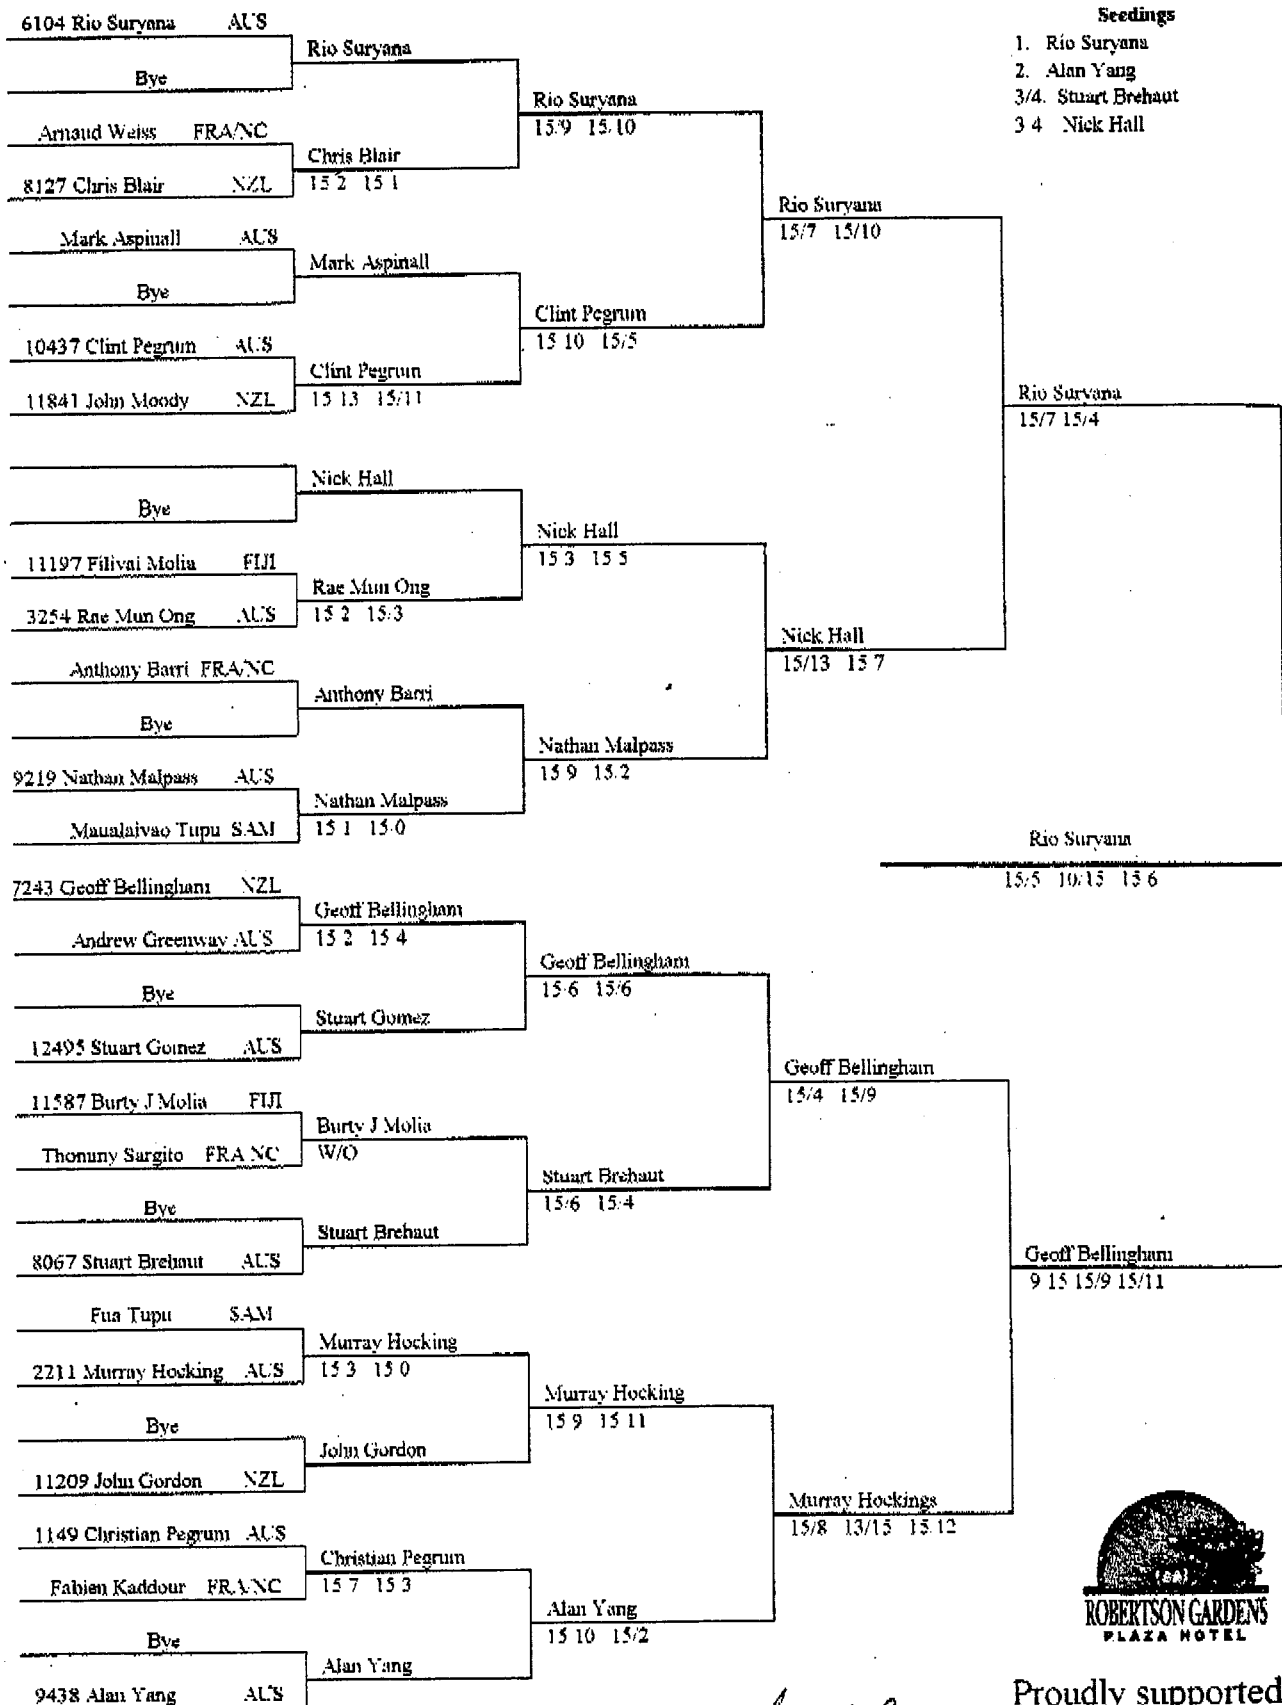 Seedings
1. Rio Suryana
2. Alan Yang
3/4. Stuart Brehaut
3 4 Nick Hall
6104 Rio Suryana AUS
Bye
Arnaud Weiss FRA/NC
8127 Chris Blair NZL
Mark Aspinall AUS
Bye
10437 Clint Pegrum AUS
11841 John Moody NZL
Bye
11197 Filivai Molia FIJI
3254 Rae Mun Ong AUS
Anthony Barri FRA/NC
Bye
9219 Nathan Malpass AUS
Maualaivao Tupu SAM
7243 Geoff Bellingham NZL
Andrew Greenway AUS
Bye
12495 Stuart Gomez AUS
11587 Burty J Molia FIJI
Thonuny Sargito FRA NC
Bye
8067 Stuart Brehaut AUS
Fua Tupu SAM
2211 Murray Hocking AUS
Bye
11209 John Gordon NZL
1149 Christian Pegrum AUS
Fabien Kaddour FRA/NC
Bye
9438 Alan Yang AUS
Rio Suryana
Chris Blair
15 2 15 1
Mark Aspinall
Clint Pegrum
15 13 15/11
Nick Hall
Rae Mun Ong
15 2 15/3
Anthony Barri
Nathan Malpass
15 1 15/0
Geoff Bellingham
15 2 15 4
Stuart Gomez
Burty J Molia
W/O
Stuart Brehaut
Murray Hocking
15 3 15 0
John Gordon
Christian Pegrum
15 7 15 3
Alan Yang
Rio Suryana
15/9 15/10
Clint Pegrum
15 10 15/5
Nick Hall
15 3 15 5
Nathan Malpass
15 9 15/2
Geoff Bellingham
15/6 15/6
Stuart Brehaut
15/6 15/4
Murray Hocking
15 9 15 11
Alan Yang
15 10 15/2
Rio Suryana
15/7 15/10
Nick Hall
15/13 15 7
Geoff Bellingham
15/4 15/9
Murray Hockings
15/8 13/15 15/12
Rio Suryana
15/7 15/4
Geoff Bellingham
9 15 15/9 15/11
Rio Suryana
15/5 10/15 15 6
ROBERTSON GARDENS
PLAZA HOTEL
Proudly supported